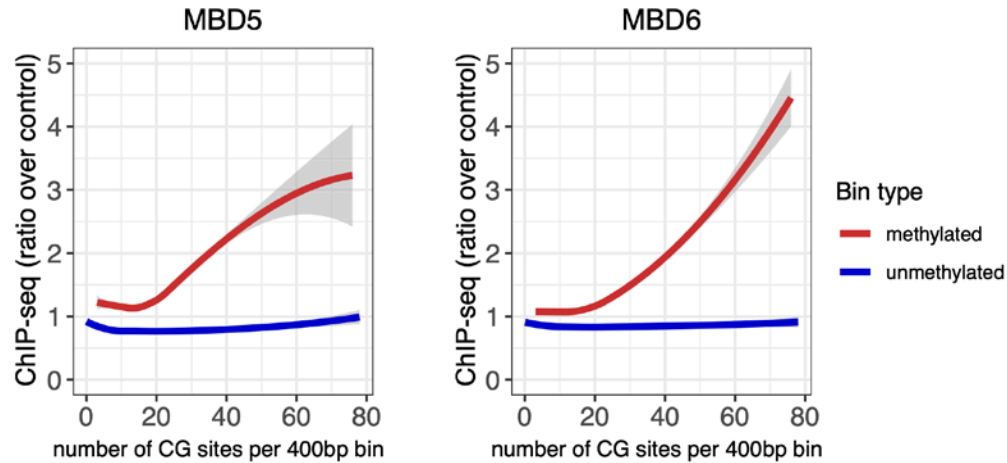 MBD5
MBD6
ChIP-seq (ratio over control)
5
4
3
2
1
0
0 20 40 60 80
number of CG sites per 400bp bin
ChIP-seq (ratio over control)
5
4
3
2
1
0
0 20 40 60 80
number of CG sites per 400bp bin
Bin type
methylated
unmethylated